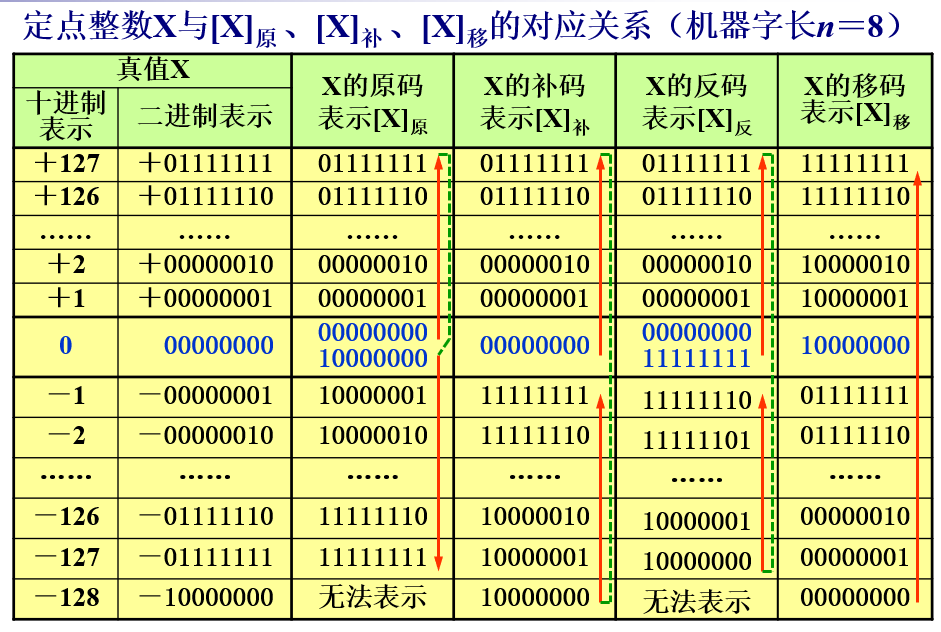 定点整数X与[X]原、[X]补、[X]移的对应关系（机器字长n＝8）
真值X
十进制
表示
二进制表示
X的原码
表示[X]原
X的补码
表示[X]补
X的反码
表示[X]反
X的移码
表示[X]移
＋127 ＋01111111 01111111 01111111 01111111 11111111
＋126 ＋01111110 01111110 01111110 01111110 11111110
…… …… …… …… …… ……
＋2 ＋00000010 00000010 00000010 00000010 10000010
＋1 ＋00000001 00000001 00000001 00000001 10000001
0 00000000 00000000 00000000 00000000 10000000
10000000 11111111
－1 －00000001 10000001 11111111 11111110 01111111
－2 －00000010 10000010 11111110 11111101 01111110
…… …… …… …… …… ……
－126 －01111110 11111110 10000010 10000001 00000010
－127 －01111111 11111111 10000001 10000000 00000001
－128 －10000000 无法表示 10000000 无法表示 00000000